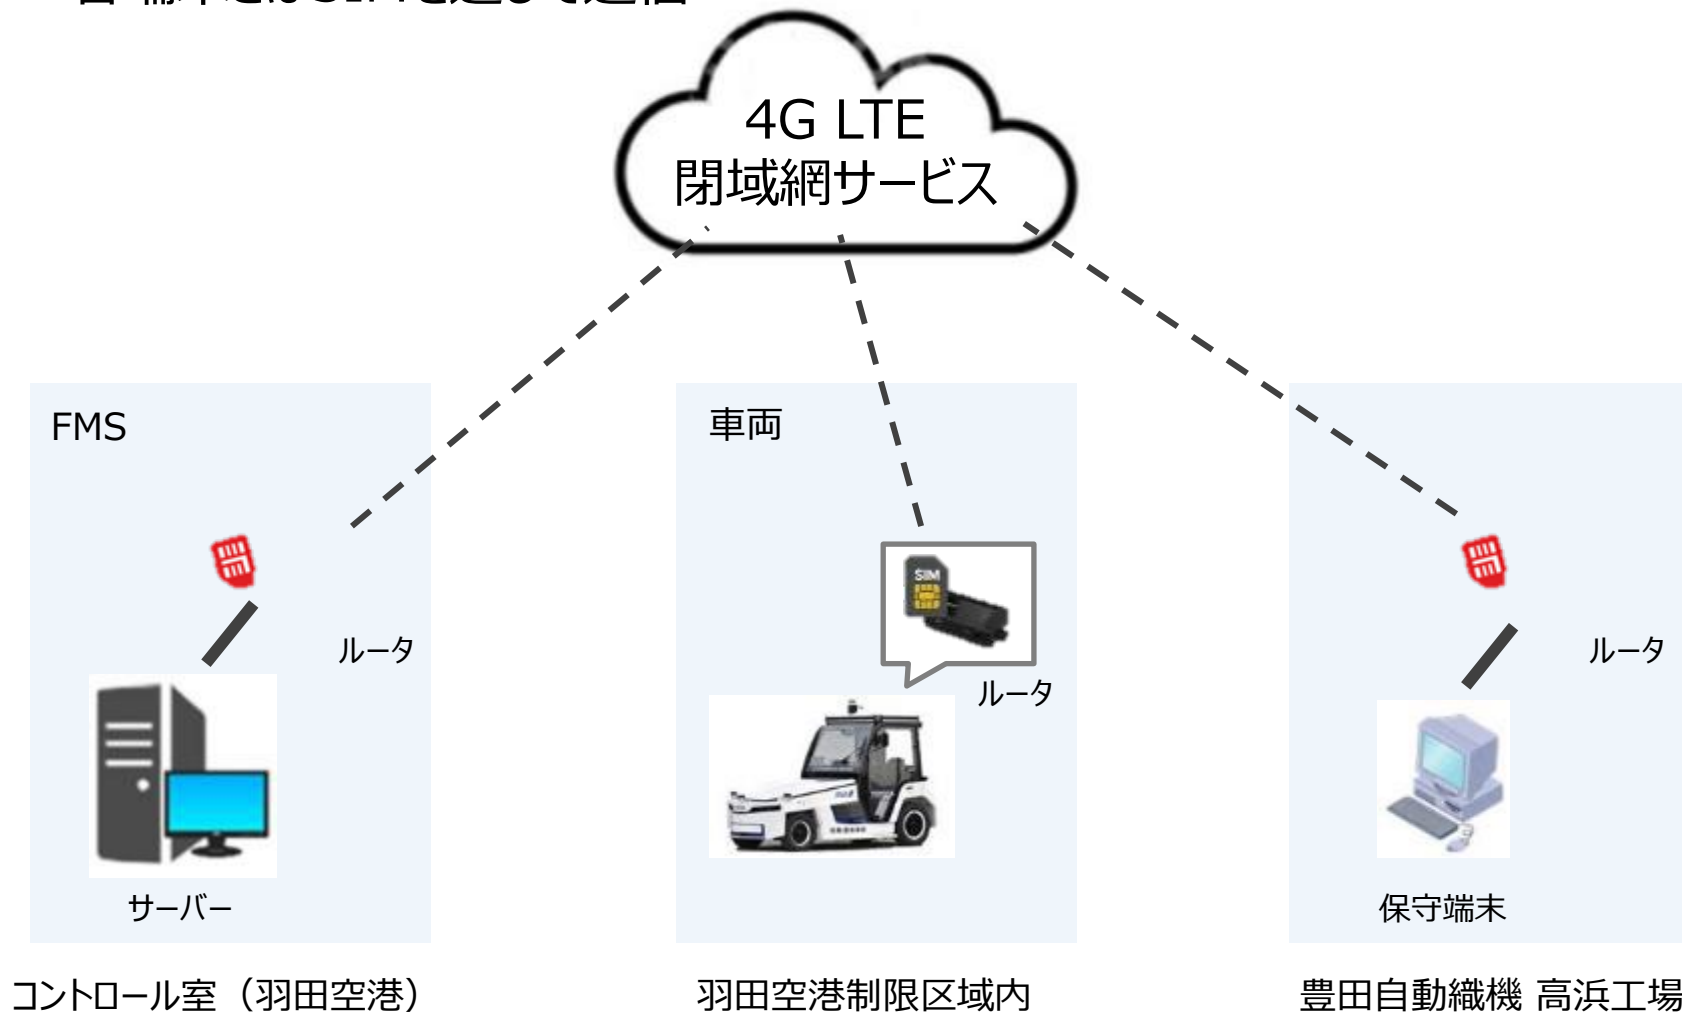 4G LTE
閉域網サービス
FMS
車両
SIM
ルータ
ルータ
ルータ
サーバー
保守端末
コントロール室（羽田空港）
羽田空港制限区域内
豊田自動織機 高浜工場